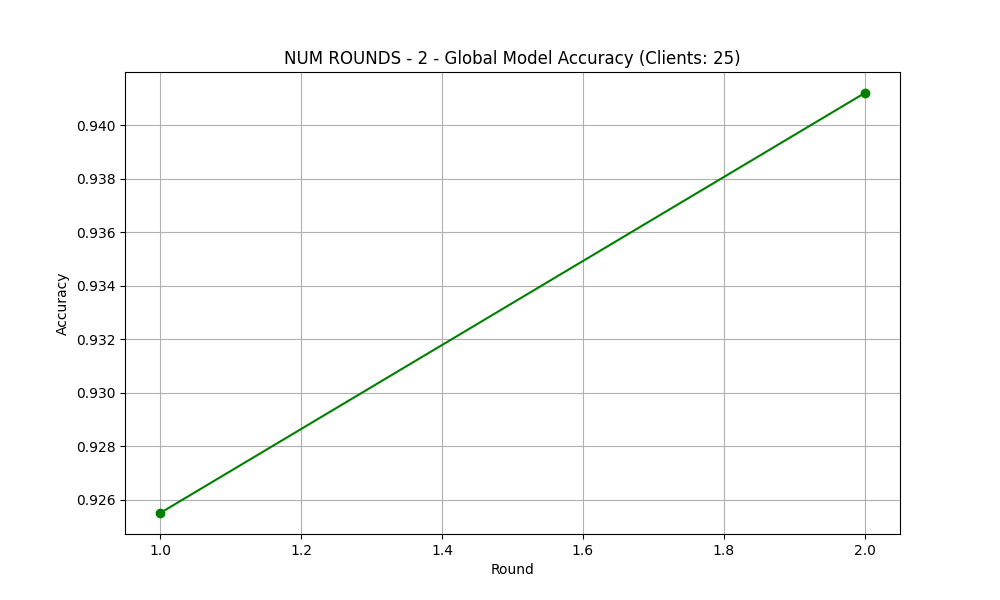 NUM ROUNDS - 2 - Global Model Accuracy (Clients: 25)
0.940
0.938
0.936
0.934
0.932
0.930
0.928
0.926
Accuracy
1.0 1.2 1.4 1.6 1.8 2.0
Round